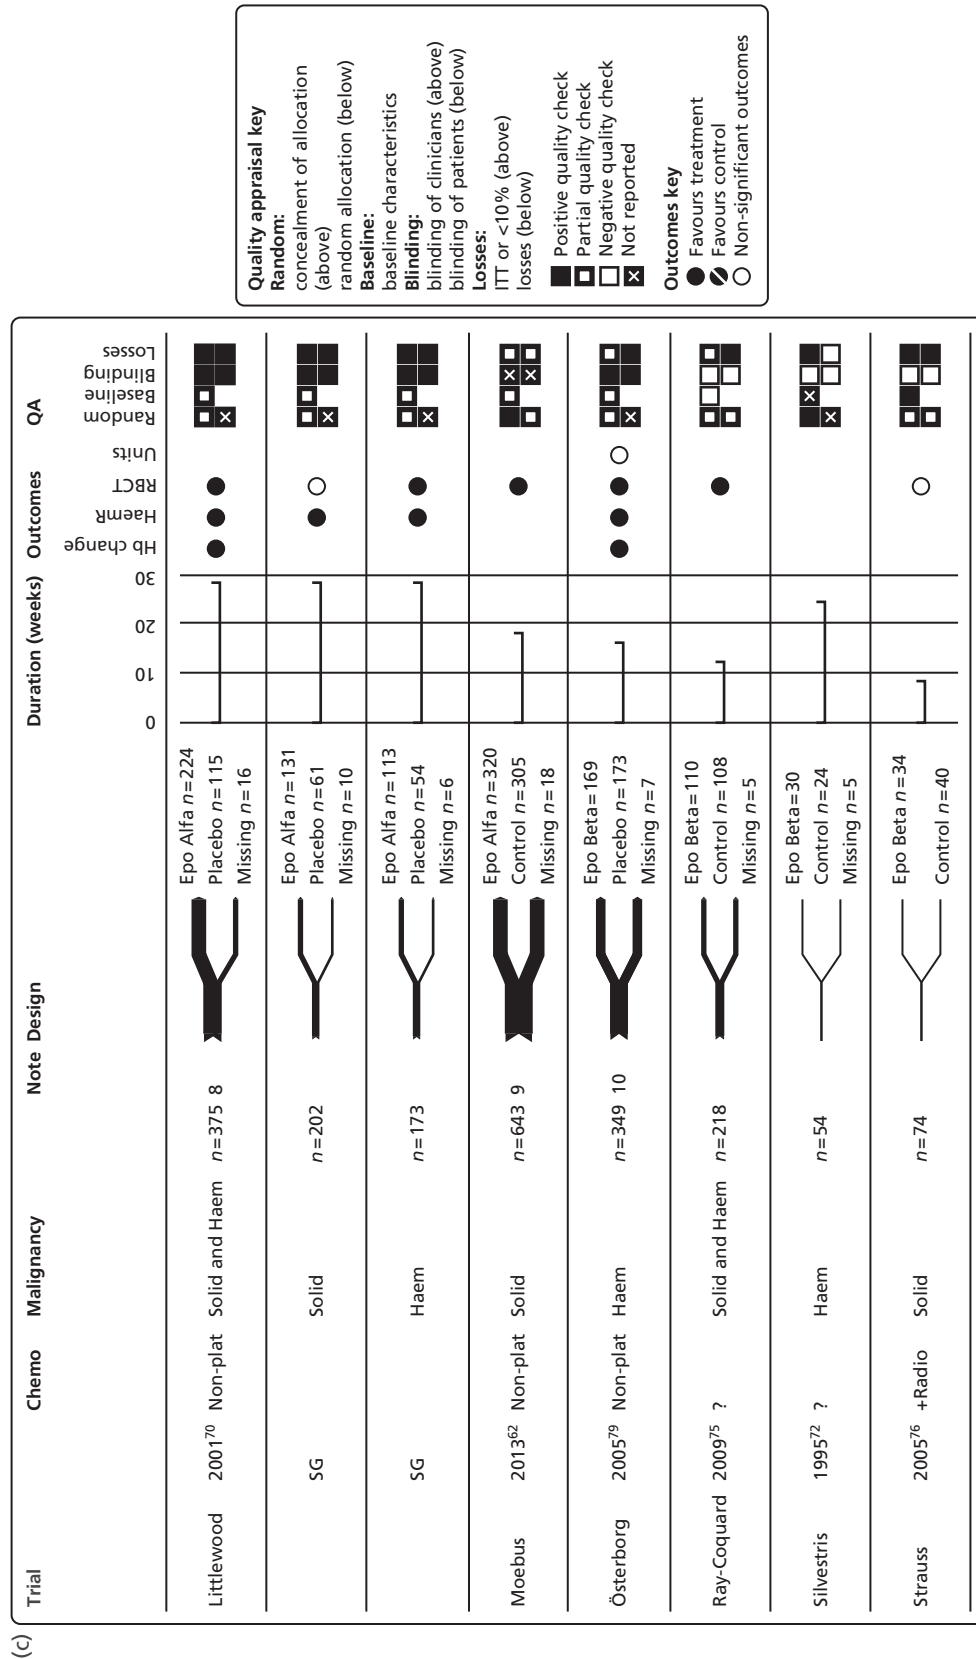 (c)
Trial Chemo Malignancy Note Design Duration (weeks) Outcomes QA
0 10 20 30 Hb change HaemR RBCT Units Random Baseline Blinding Losses
Littlewood 2001⁷⁰ Non-plat Solid and Haem n=375 8
Epo Alfa n=224
Placebo n=115
Missing n=16
SG Solid n=202
Epo Alfa n=131
Placebo n=61
Missing n=10
SG Haem n=173
Epo Alfa n=113
Placebo n=54
Missing n=6
Moebus 2013⁶² Non-plat Solid n=643 9
Epo Alfa n=320
Control n=305
Missing n=18
Österborg 2005⁷⁹ Non-plat Haem n=349 10
Epo Beta=169
Placebo n=173
Missing n=7
Ray-Coquard 2009⁷⁵ ? Solid and Haem n=218
Epo Beta=110
Control n=108
Missing n=5
Silvestris 1995⁷² ? Haem n=54
Epo Beta=30
Control n=24
Missing n=5
Strauss 2005⁷⁶ +Radio Solid n=74
Epo Beta n=34
Control n=40
Quality appraisal key
Random:
concealment of allocation
(above)
random allocation (below)
Baseline:
baseline characteristics
Blinding:
blinding of clinicians (above)
blinding of patients (below)
Losses:
ITT or <10% (above)
losses (below)
Positive quality check
Partial quality check
Negative quality check
Not reported
Outcomes key
Favours treatment
Favours control
Non-significant outcomes